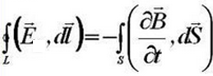 ∮_L (E⃗, dl⃗) = −∫_S (∂B⃗/∂t, dS⃗)